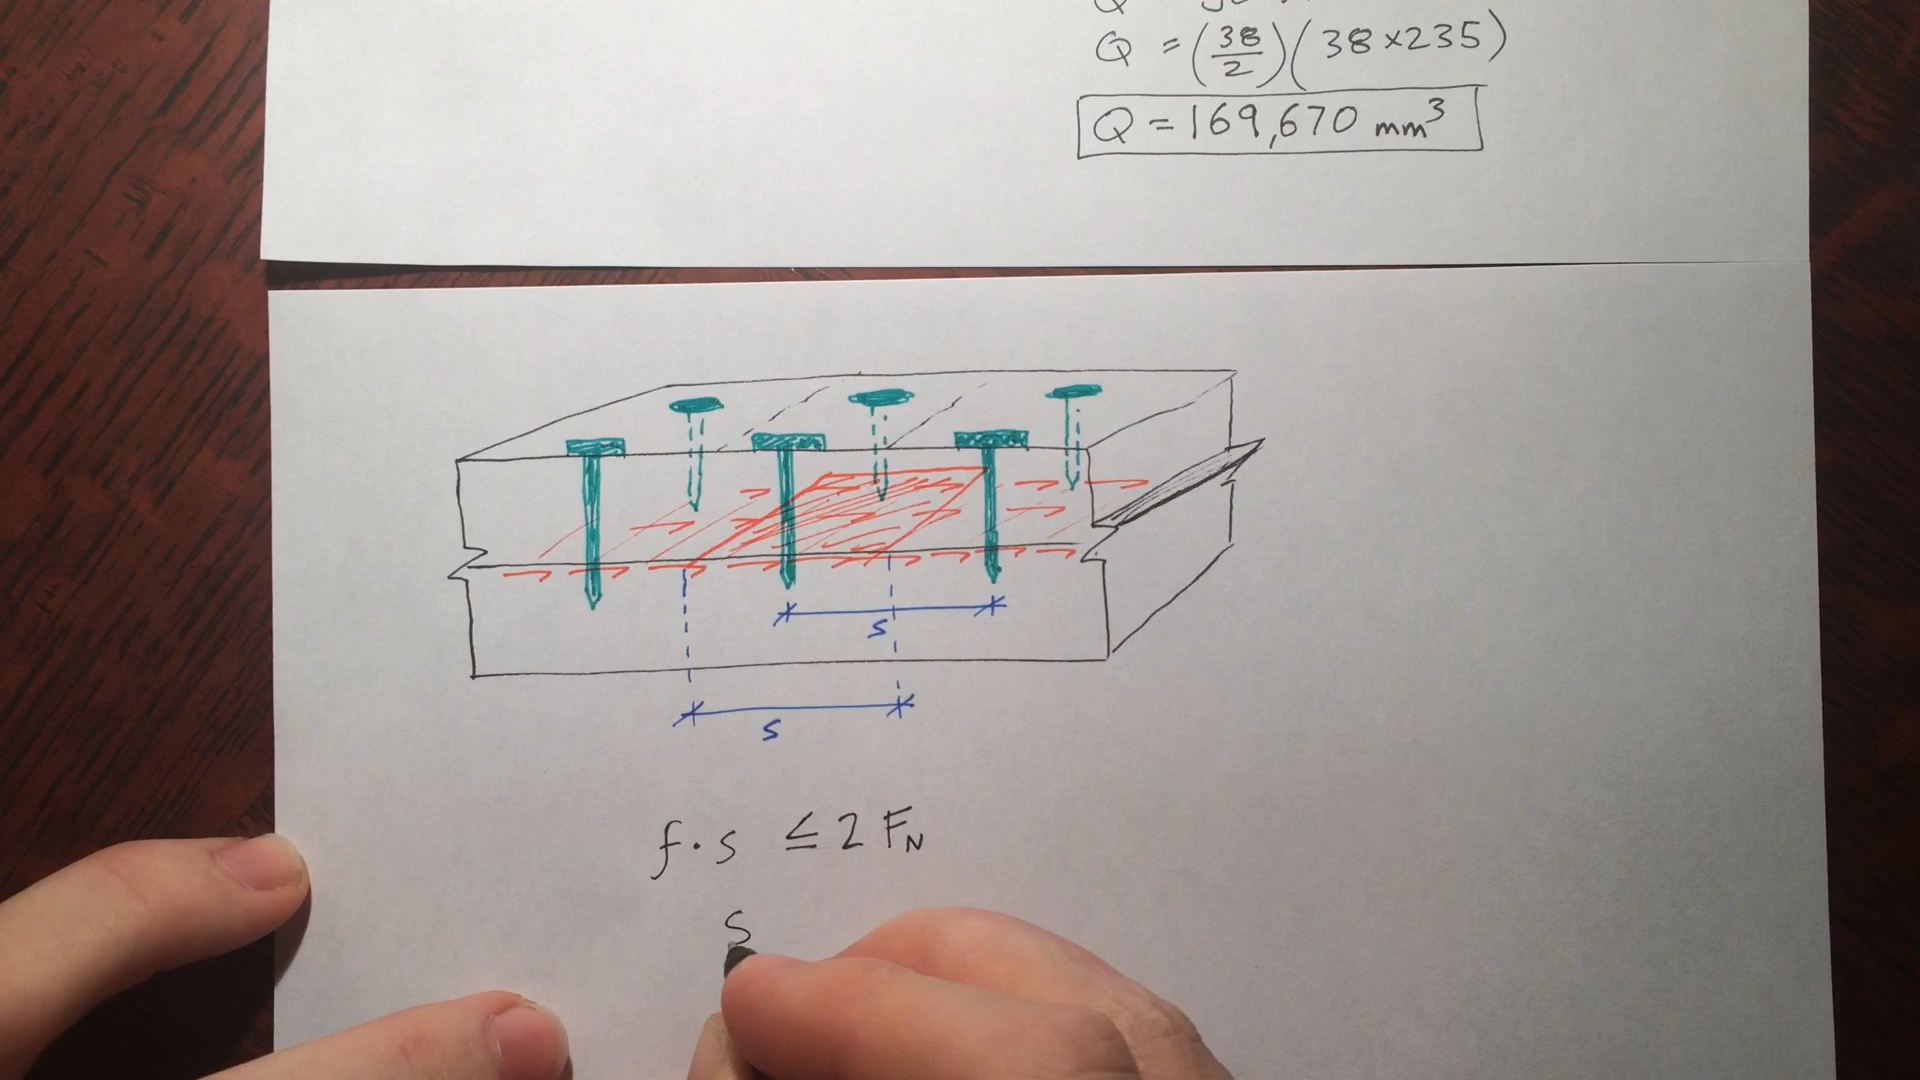 Q = (38/2)(38×235)
Q = 169,670 mm³
s
s
f·s ≤ 2 F_N
s